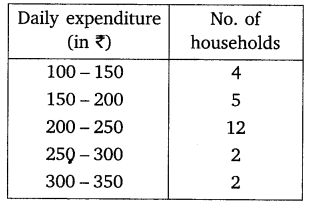 Daily expenditure No. of
(in ₹) households
100 – 150 4
150 – 200 5
200 – 250 12
250 – 300 2
300 – 350 2